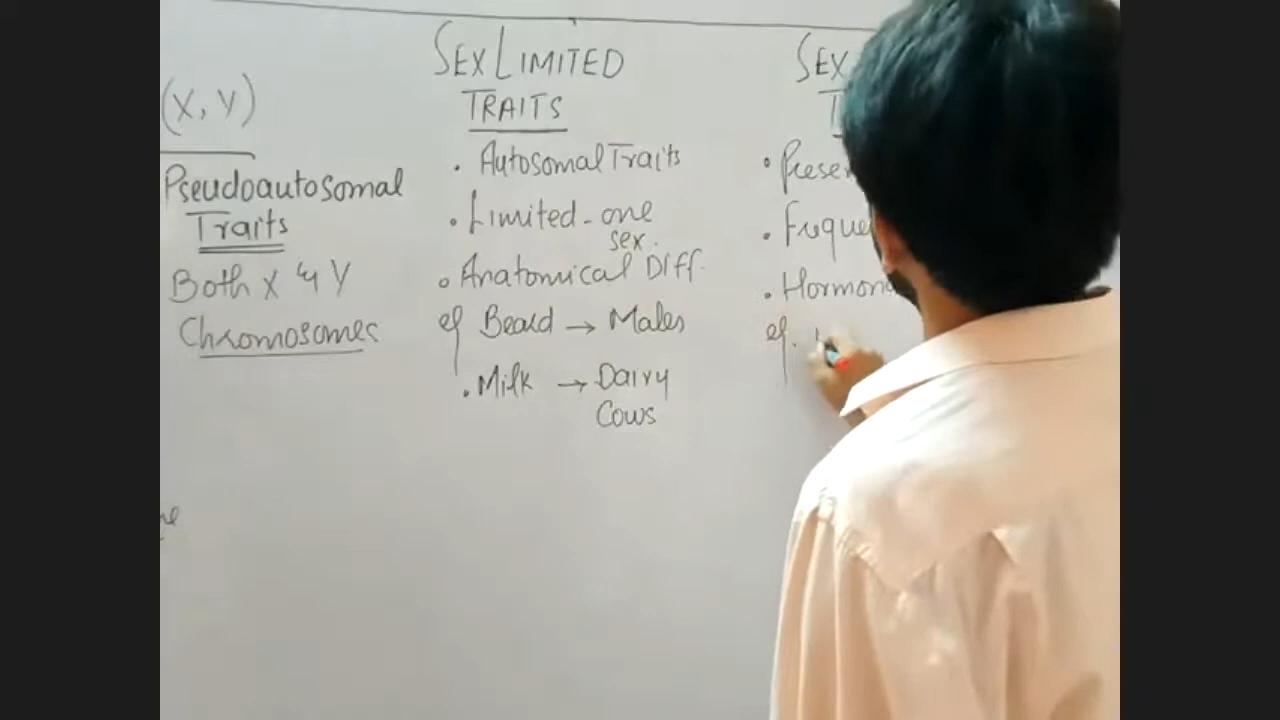 (X, Y)
Pseudoautosomal
Traits
Both X & Y
Chromosomes
SEX LIMITED
TRAITS
• Autosomal Traits
• Limited - one
sex.
• Anatomical Diff.
eg Beard → Males
• Milk → Dairy
Cows
SEX
• Presen
• Freque
• Hormon
eg.